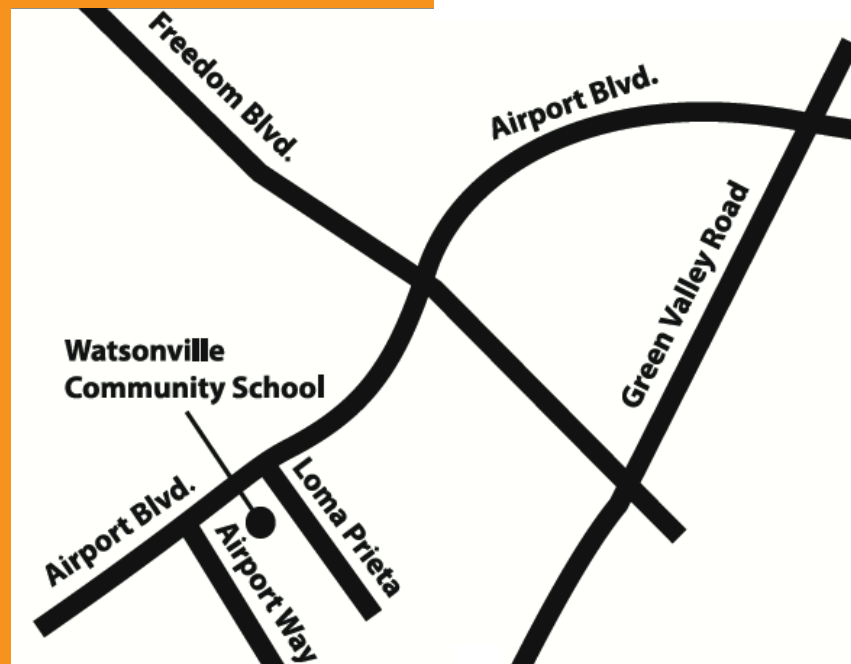 Freedom Blvd.
Airport Blvd.
Green Valley Road
Watsonville
Community School
Airport Blvd.
Loma Prieta
Airport Way